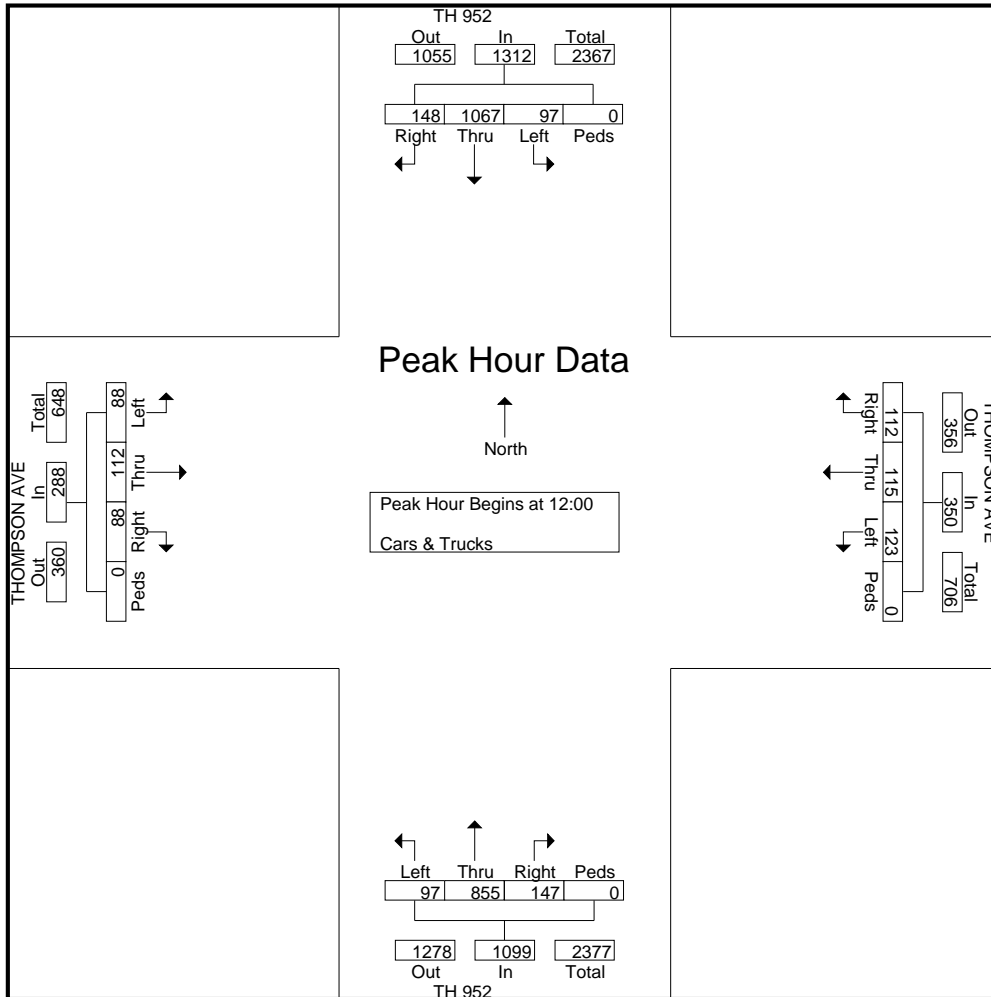 TH 952
Out In Total
1055 1312 2367
148 1067 97 0
Right Thru Left Peds
Peak Hour Data
North
Peak Hour Begins at 12:00
Cars & Trucks
THOMPSON AVE
Total In Out
648 288 360
88 112 88 0
Left Thru Right Peds
THOMPSON AVE
Out In Total
356 350 706
112 115 123 0
Right Thru Left Peds
Left Thru Right Peds
97 855 147 0
1278 1099 2377
Out In Total
TH 952